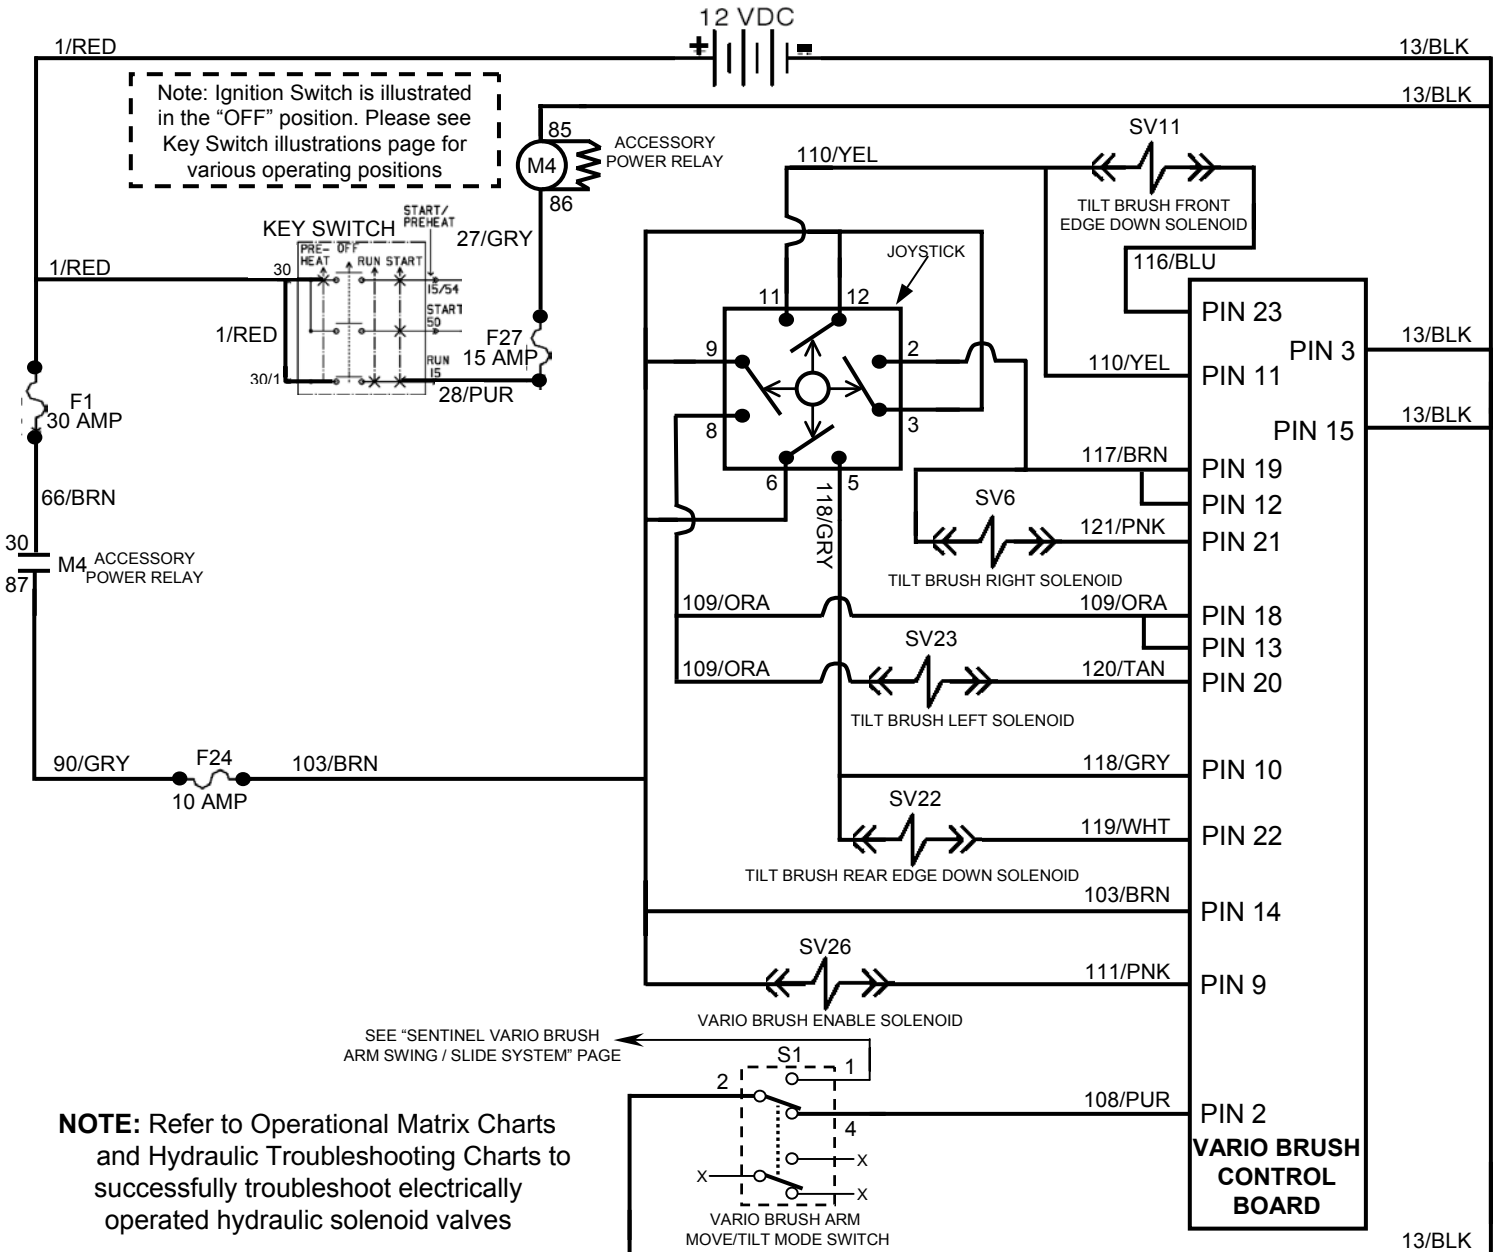 12 VDC
1/RED
13/BLK
Note: Ignition Switch is illustrated
in the “OFF” position. Please see
Key Switch illustrations page for
various operating positions
13/BLK
85
M4
ACCESSORY
POWER RELAY
86
110/YEL
SV11
TILT BRUSH FRONT
EDGE DOWN SOLENOID
START/
PREHEAT
KEY SWITCH
27/GRY
PRE-
HEAT
OFF
RUN START
1/RED
30
15/54
START
50
1/RED
RUN
15
30/1
28/PUR
F27
15 AMP
JOYSTICK
116/BLU
11
12
9
2
8
3
6
5
PIN 23
PIN 3
13/BLK
110/YEL
PIN 11
F1
30 AMP
PIN 15
13/BLK
117/BRN
PIN 19
PIN 12
66/BRN
118/GRY
SV6
121/PNK
PIN 21
TILT BRUSH RIGHT SOLENOID
30
M4
87
ACCESSORY
POWER RELAY
109/ORA
109/ORA
PIN 18
PIN 13
SV23
109/ORA
120/TAN
PIN 20
TILT BRUSH LEFT SOLENOID
90/GRY
F24
10 AMP
103/BRN
118/GRY
PIN 10
SV22
119/WHT
PIN 22
TILT BRUSH REAR EDGE DOWN SOLENOID
103/BRN
PIN 14
SV26
111/PNK
PIN 9
VARIO BRUSH ENABLE SOLENOID
SEE “SENTINEL VARIO BRUSH
ARM SWING / SLIDE SYSTEM” PAGE
S1
1
2
4
108/PUR
PIN 2
X
X
X
VARIO BRUSH
CONTROL
BOARD
VARIO BRUSH ARM
MOVE/TILT MODE SWITCH
NOTE: Refer to Operational Matrix Charts
and Hydraulic Troubleshooting Charts to
successfully troubleshoot electrically
operated hydraulic solenoid valves
13/BLK